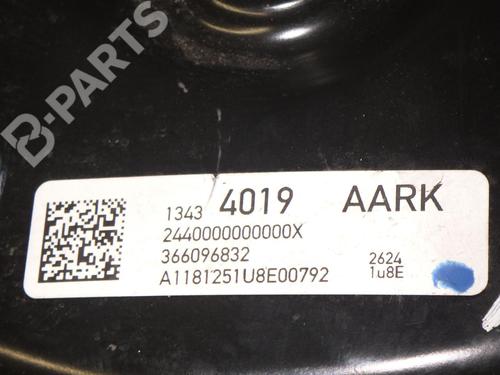 B-PARTS
1343 4019 AARK
2440000000000X
366096832 2624
A1181251U8E00792 1u8E